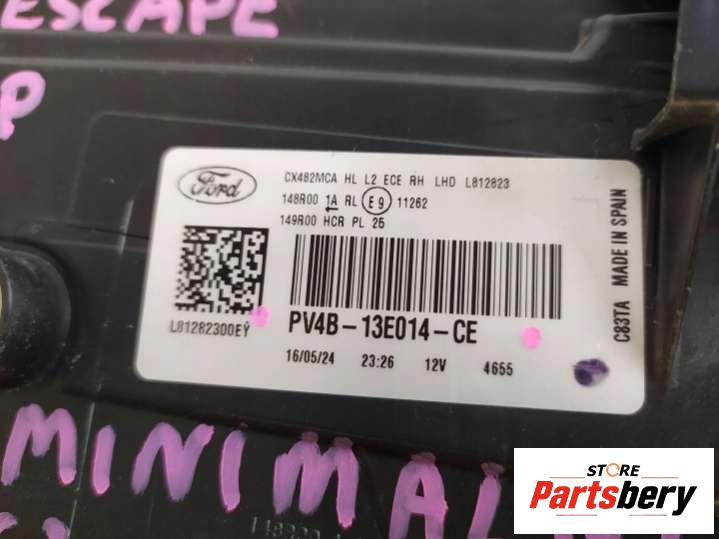 ESCAPE
P
Ford
CX482MCA HL L2 ECE RH LHD L812823
148R00 1A RL E9 11262
149R00 HCR PL 25
L81282300EY
PV4B-13E014-CE
16/05/24 23:26 12V 4655
C83TA MADE IN SPAIN
MINIMAL
STORE
Partsbery